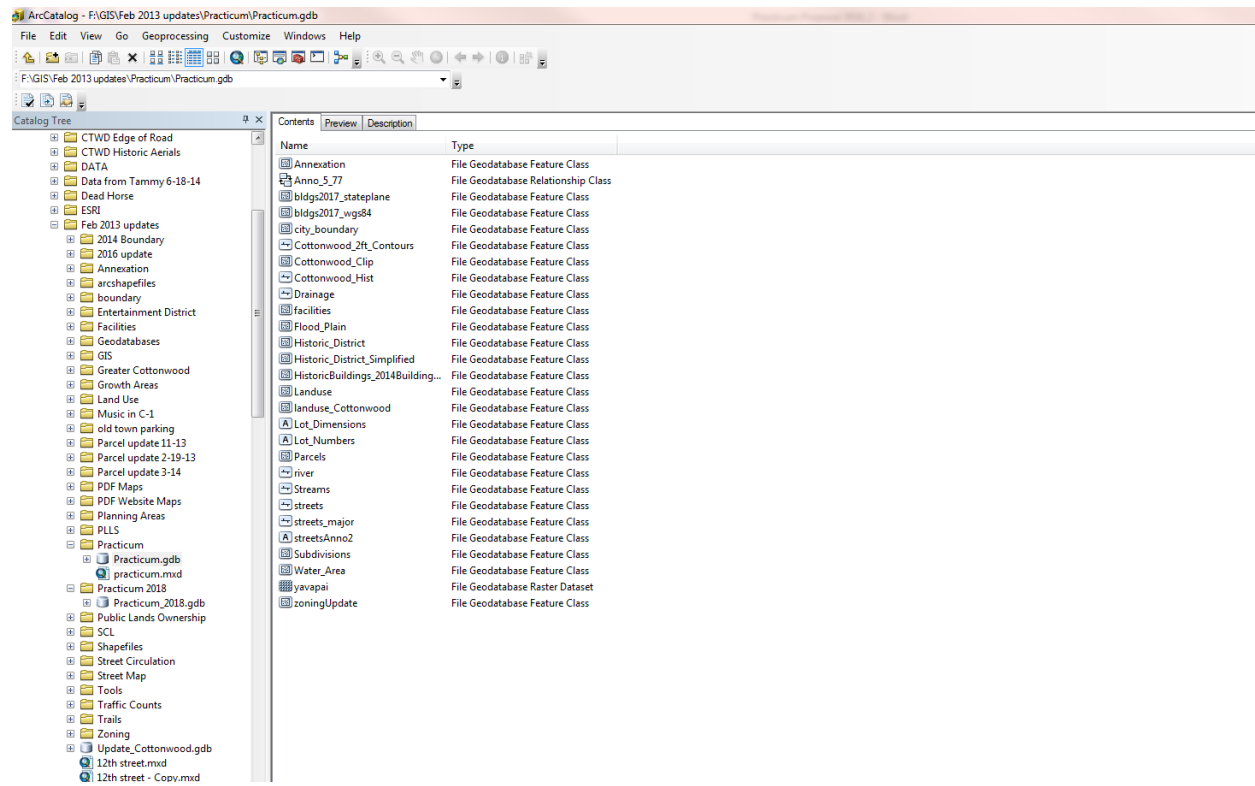 ArcCatalog - F:\GIS\Feb 2013 updates\Practicum\Practicum.gdb
File Edit View Go Geoprocessing Customize Windows Help
F:\GIS\Feb 2013 updates\Practicum\Practicum.gdb
Catalog Tree
CTWD Edge of Road
CTWD Historic Aerials
DATA
Data from Tammy 6-18-14
Dead Horse
ESRI
Feb 2013 updates
2014 Boundary
2016 update
Annexation
arcshapefiles
boundary
Entertainment District
Facilities
Geodatabases
GIS
Greater Cottonwood
Growth Areas
Land Use
Music in C-1
old town parking
Parcel update 11-13
Parcel update 2-19-13
Parcel update 3-14
PDF Maps
PDF Website Maps
Planning Areas
PLLS
Practicum
Practicum.gdb
practicum.mxd
Practicum 2018
Practicum_2018.gdb
Public Lands Ownership
SCL
Shapefiles
Street Circulation
Street Map
Tools
Traffic Counts
Trails
Zoning
Update_Cottonwood.gdb
12th street.mxd
12th street - Copy.mxd
Contents Preview Description
Name Type
Annexation File Geodatabase Feature Class
Anno_5_77 File Geodatabase Relationship Class
bldgs2017_stateplane File Geodatabase Feature Class
bldgs2017_wgs84 File Geodatabase Feature Class
city_boundary File Geodatabase Feature Class
Cottonwood_2ft_Contours File Geodatabase Feature Class
Cottonwood_Clip File Geodatabase Feature Class
Cottonwood_Hist File Geodatabase Feature Class
Drainage File Geodatabase Feature Class
facilities File Geodatabase Feature Class
Flood_Plain File Geodatabase Feature Class
Historic_District File Geodatabase Feature Class
Historic_District_Simplified File Geodatabase Feature Class
HistoricBuildings_2014Building... File Geodatabase Feature Class
Landuse File Geodatabase Feature Class
landuse_Cottonwood File Geodatabase Feature Class
A Lot_Dimensions File Geodatabase Feature Class
A Lot_Numbers File Geodatabase Feature Class
Parcels File Geodatabase Feature Class
river File Geodatabase Feature Class
Streams File Geodatabase Feature Class
streets File Geodatabase Feature Class
streets_major File Geodatabase Feature Class
A streetsAnno2 File Geodatabase Feature Class
Subdivisions File Geodatabase Feature Class
Water_Area File Geodatabase Feature Class
yavapai File Geodatabase Raster Dataset
zoningUpdate File Geodatabase Feature Class